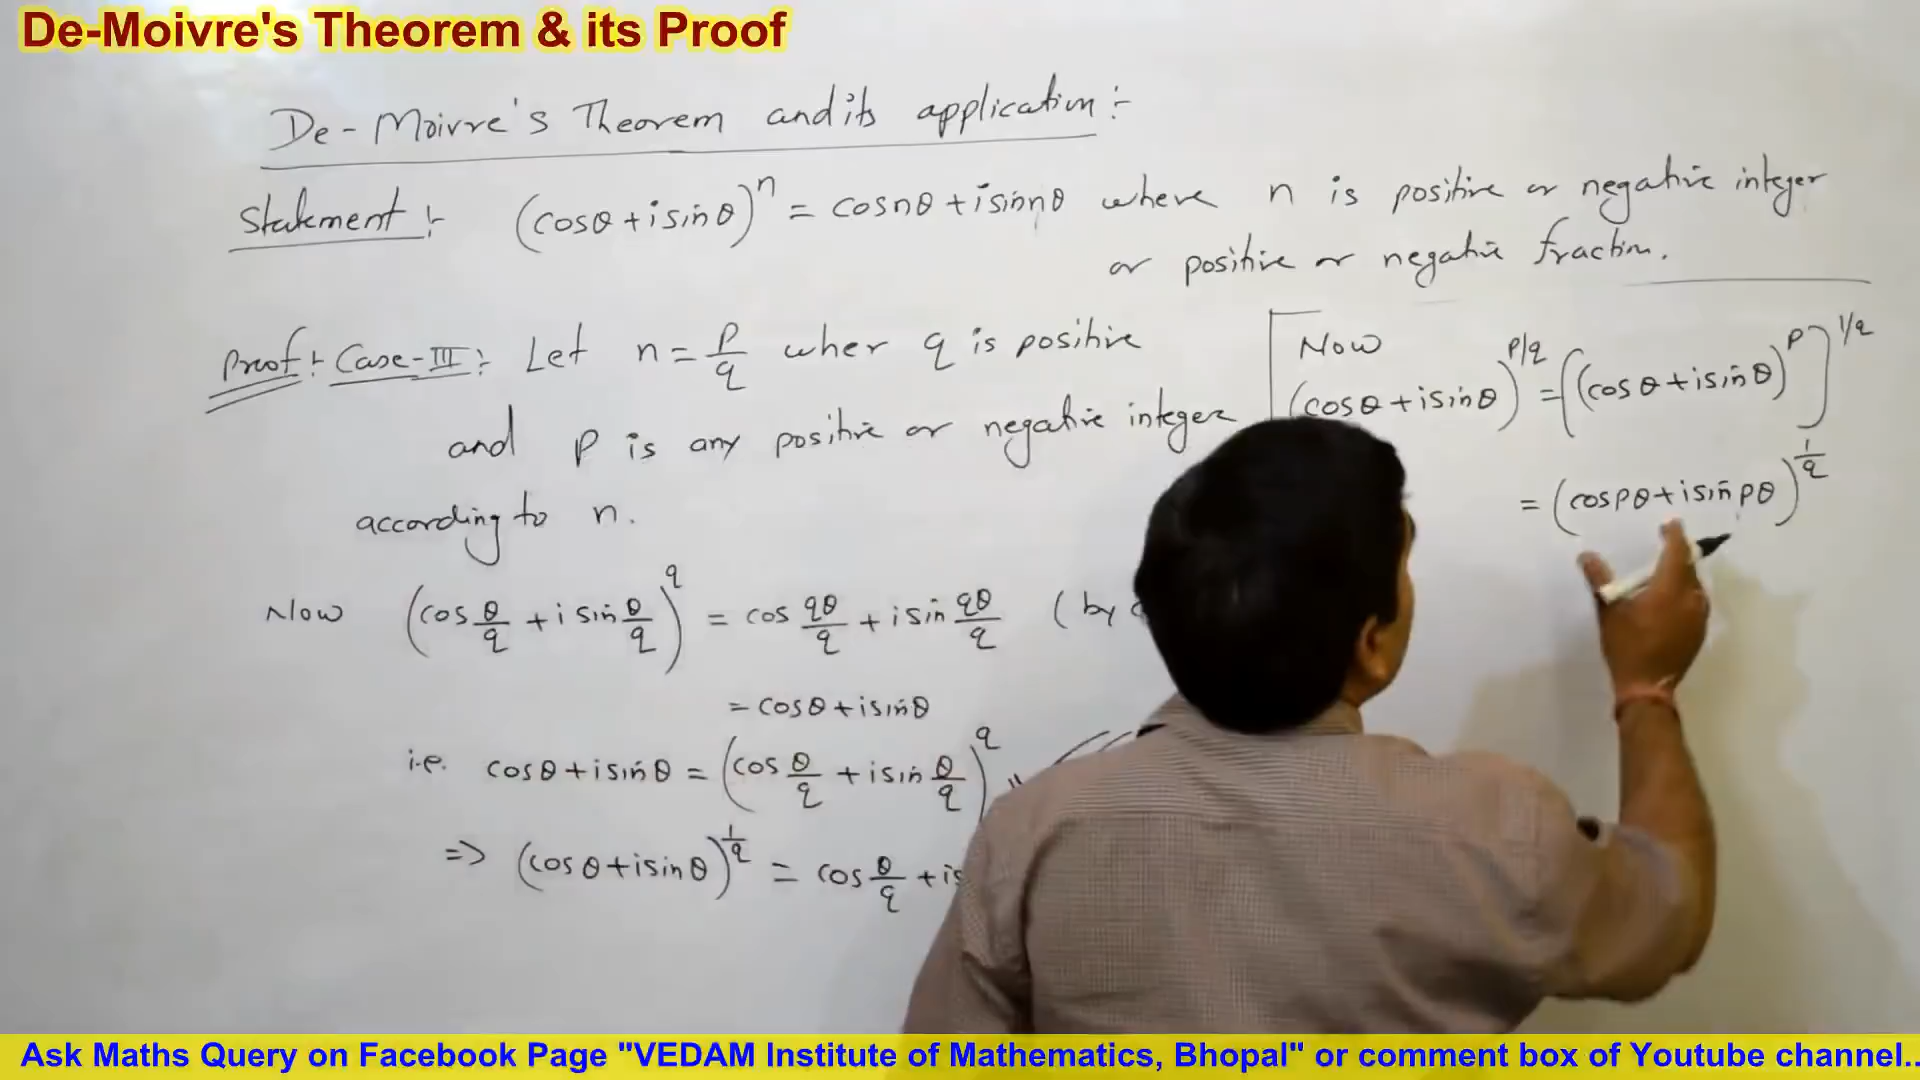 De-Moivre's Theorem & its Proof
De-Moivre's Theorem and its application :-
Statement :- (cosθ + i sinθ)^n = cosnθ + i sinnθ where n is positive or negative integer
or positive or negative fraction.
Proof :- Case-III :- Let n = p/q wher q is positive
and p is any positive or negative integer
according to n.
Now (cos θ/q + i sin θ/q)^q = cos qθ/q + i sin qθ/q (by
= cosθ + i sinθ
i.e. cosθ + i sinθ = (cos θ/q + i sin θ/q)^q
=> (cosθ + i sinθ)^1/q = cos θ/q + i
Now
(cosθ + i sinθ)^p/q = [(cosθ + i sinθ)^p]^1/q
= (cospθ + i sin pθ)^1/q
Ask Maths Query on Facebook Page "VEDAM Institute of Mathematics, Bhopal" or comment box of Youtube channel..